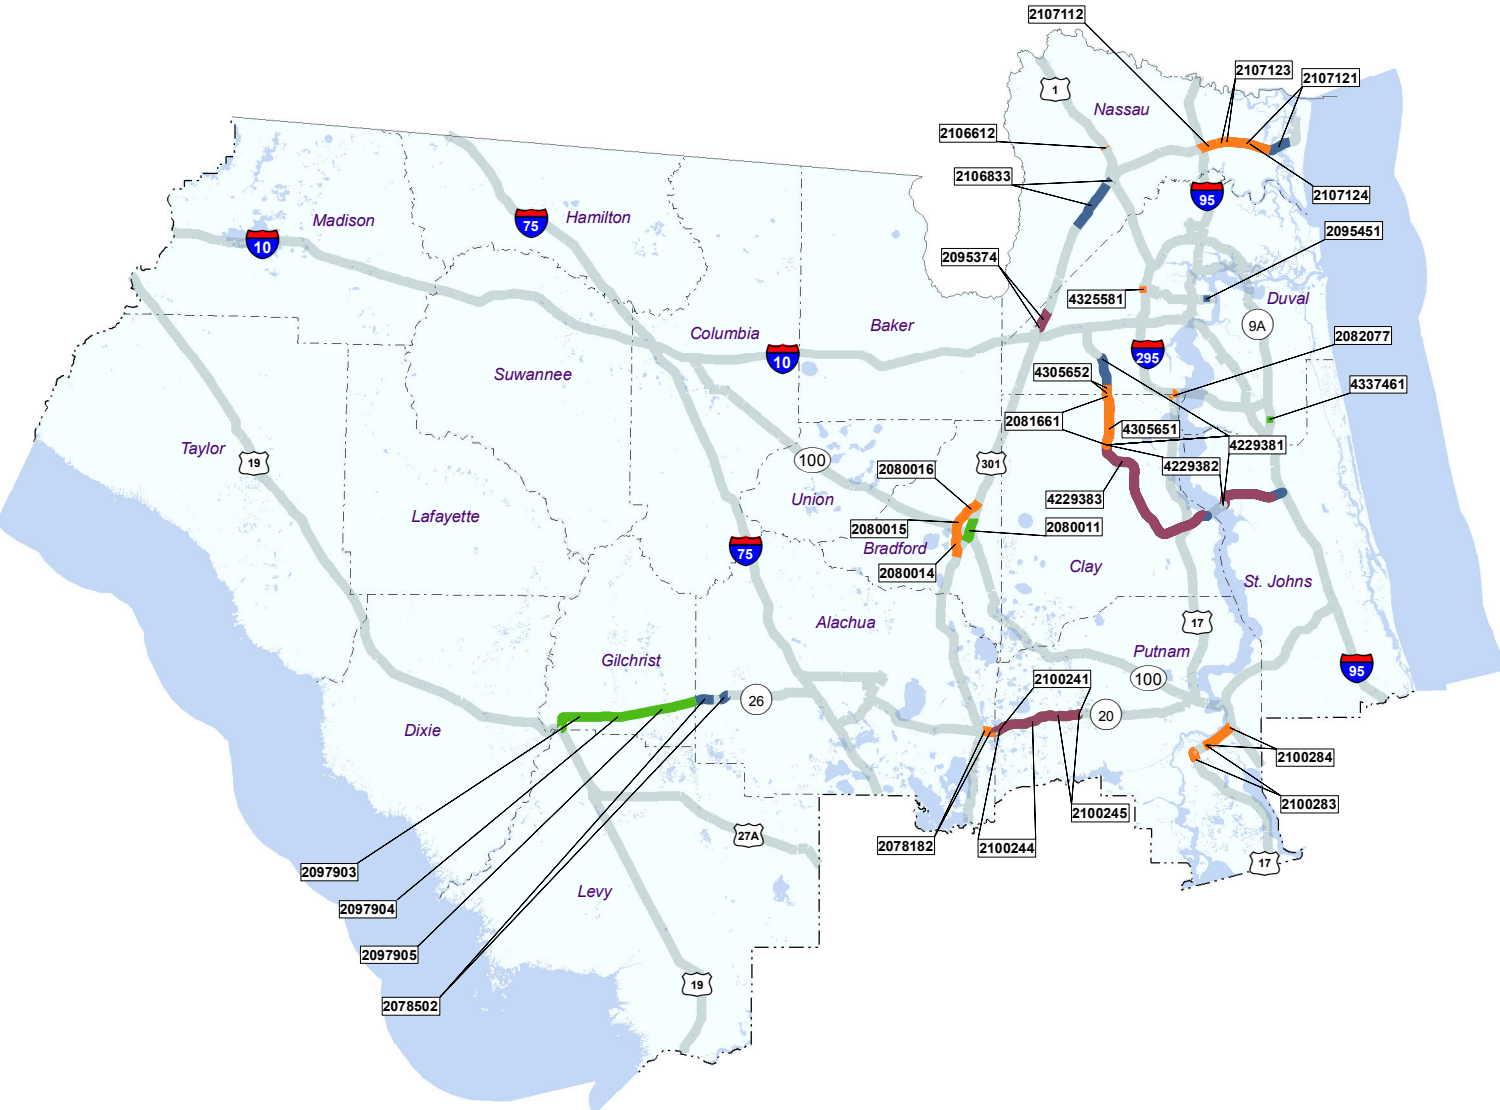 2107112
2107123
2107121
1
Nassau
2106612
2106833
2107124
95
Madison
75
Hamilton
10
2095451
2095374
4325581
Duval
9A
Baker
Columbia
10
295
2082077
Suwannee
4305652
4337461
2081661
4305651
4229381
Taylor
19
100
301
2080016
4229382
Union
4229383
Lafayette
2080015
2080011
Bradford
75
2080014
Clay
St. Johns
Alachua
17
Gilchrist
Putnam
100
95
2100241
26
20
Dixie
2100284
2100283
2100245
27A
2078182
2100244
17
2097903
Levy
2097904
2097905
19
2078502